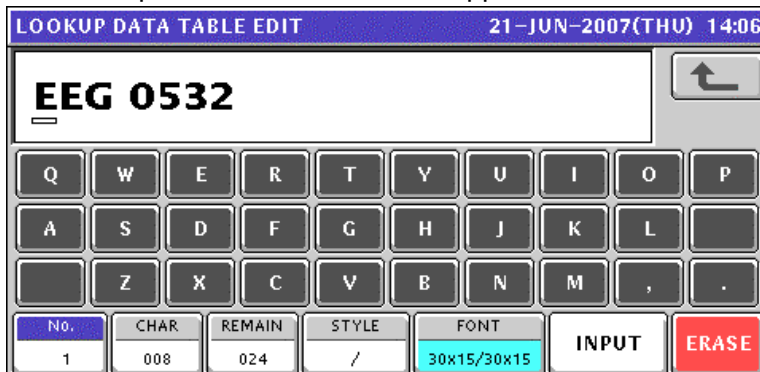 LOOKUP DATA TABLE EDIT 21-JUN-2007(THU) 14:06
EEG 0532
Q W E R T Y U I O P
A S D F G H J K L
Z X C V B N M , .
No. CHAR REMAIN STYLE FONT INPUT ERASE
1 008 024 / 30x15/30x15